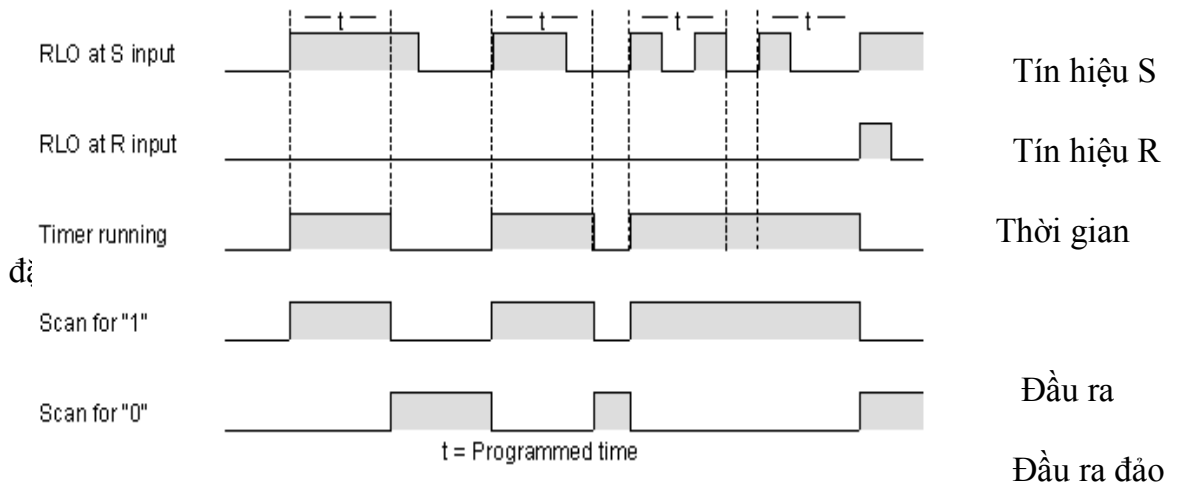 t t t t
RLO at S input
Tín hiệu S
RLO at R input
Tín hiệu R
Timer running
Thời gian
Scan for "1"
Scan for "0"
Đầu ra
t = Programmed time
Đầu ra đảo